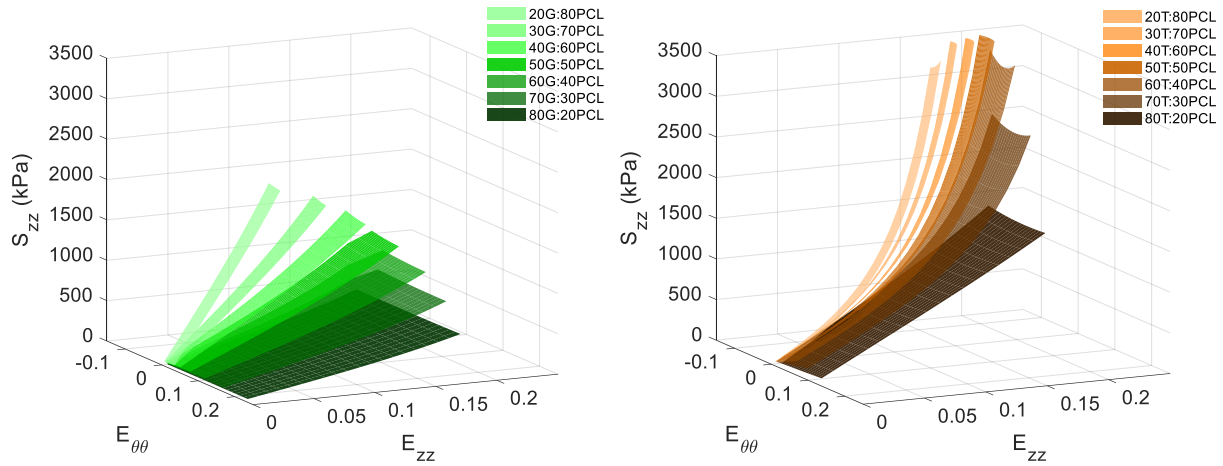 20G:80PCL
30G:70PCL
40G:60PCL
50G:50PCL
60G:40PCL
70G:30PCL
80G:20PCL
3500
3000
2500
2000
1500
1000
500
0
S_zz (kPa)
-0.1
0
0.1
0.2
E_θθ
0
0.05
0.1
0.15
0.2
E_zz
20T:80PCL
30T:70PCL
40T:60PCL
50T:50PCL
60T:40PCL
70T:30PCL
80T:20PCL
3500
3000
2500
2000
1500
1000
500
0
S_zz (kPa)
-0.1
0
0.1
0.2
E_θθ
0
0.05
0.1
0.15
0.2
E_zz